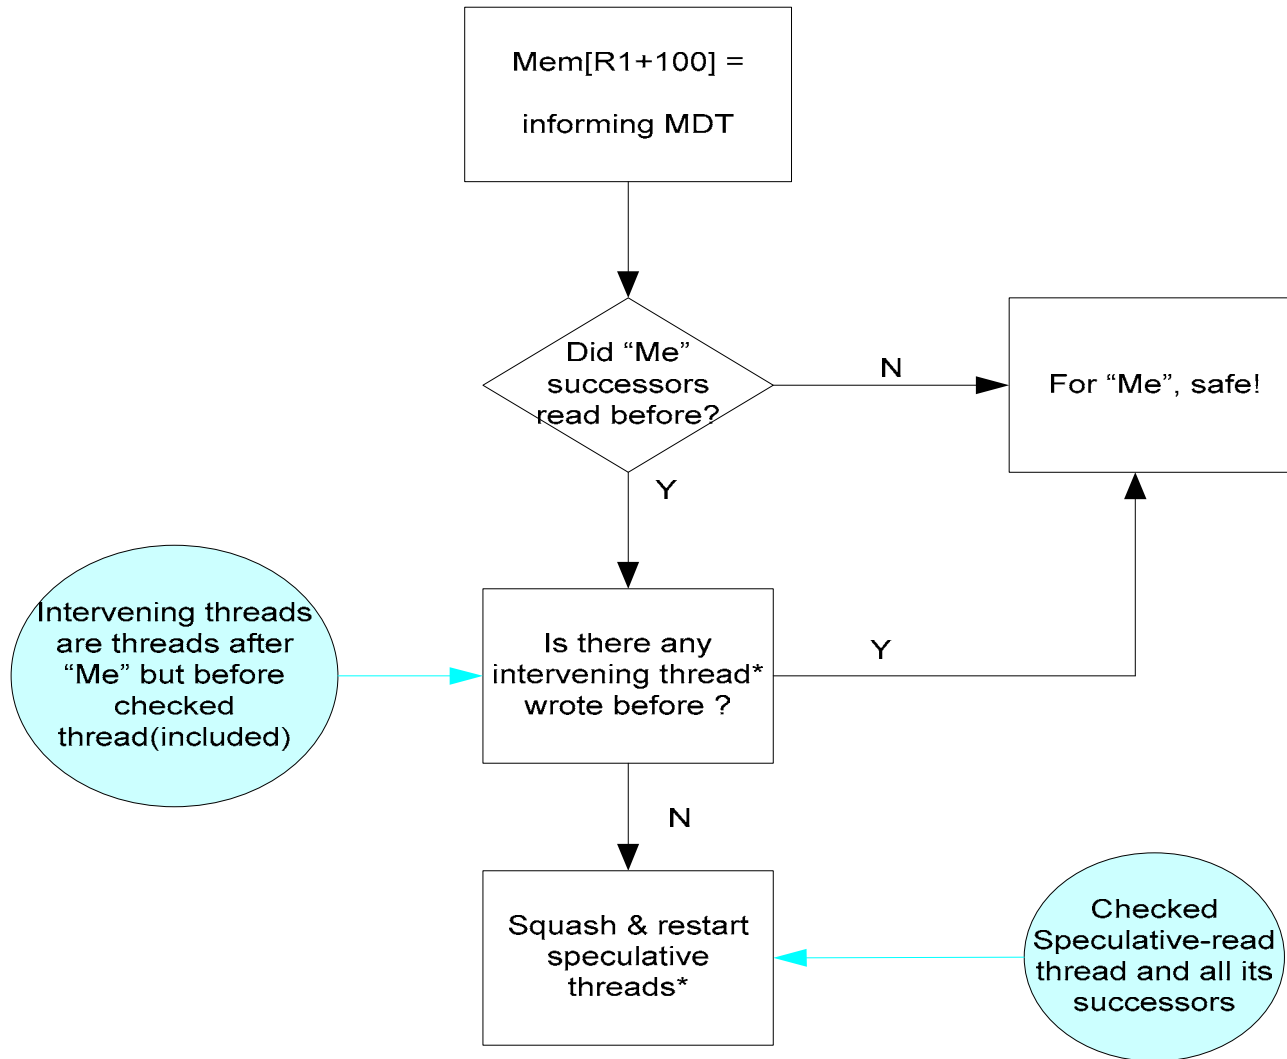 Mem[R1+100] =
informing MDT
Did “Me”
successors
read before?
N
For “Me”, safe!
Y
Intervening threads
are threads after
“Me” but before
checked
thread(included)
Is there any
intervening thread*
wrote before ?
Y
N
Squash & restart
speculative
threads*
Checked
Speculative-read
thread and all its
successors